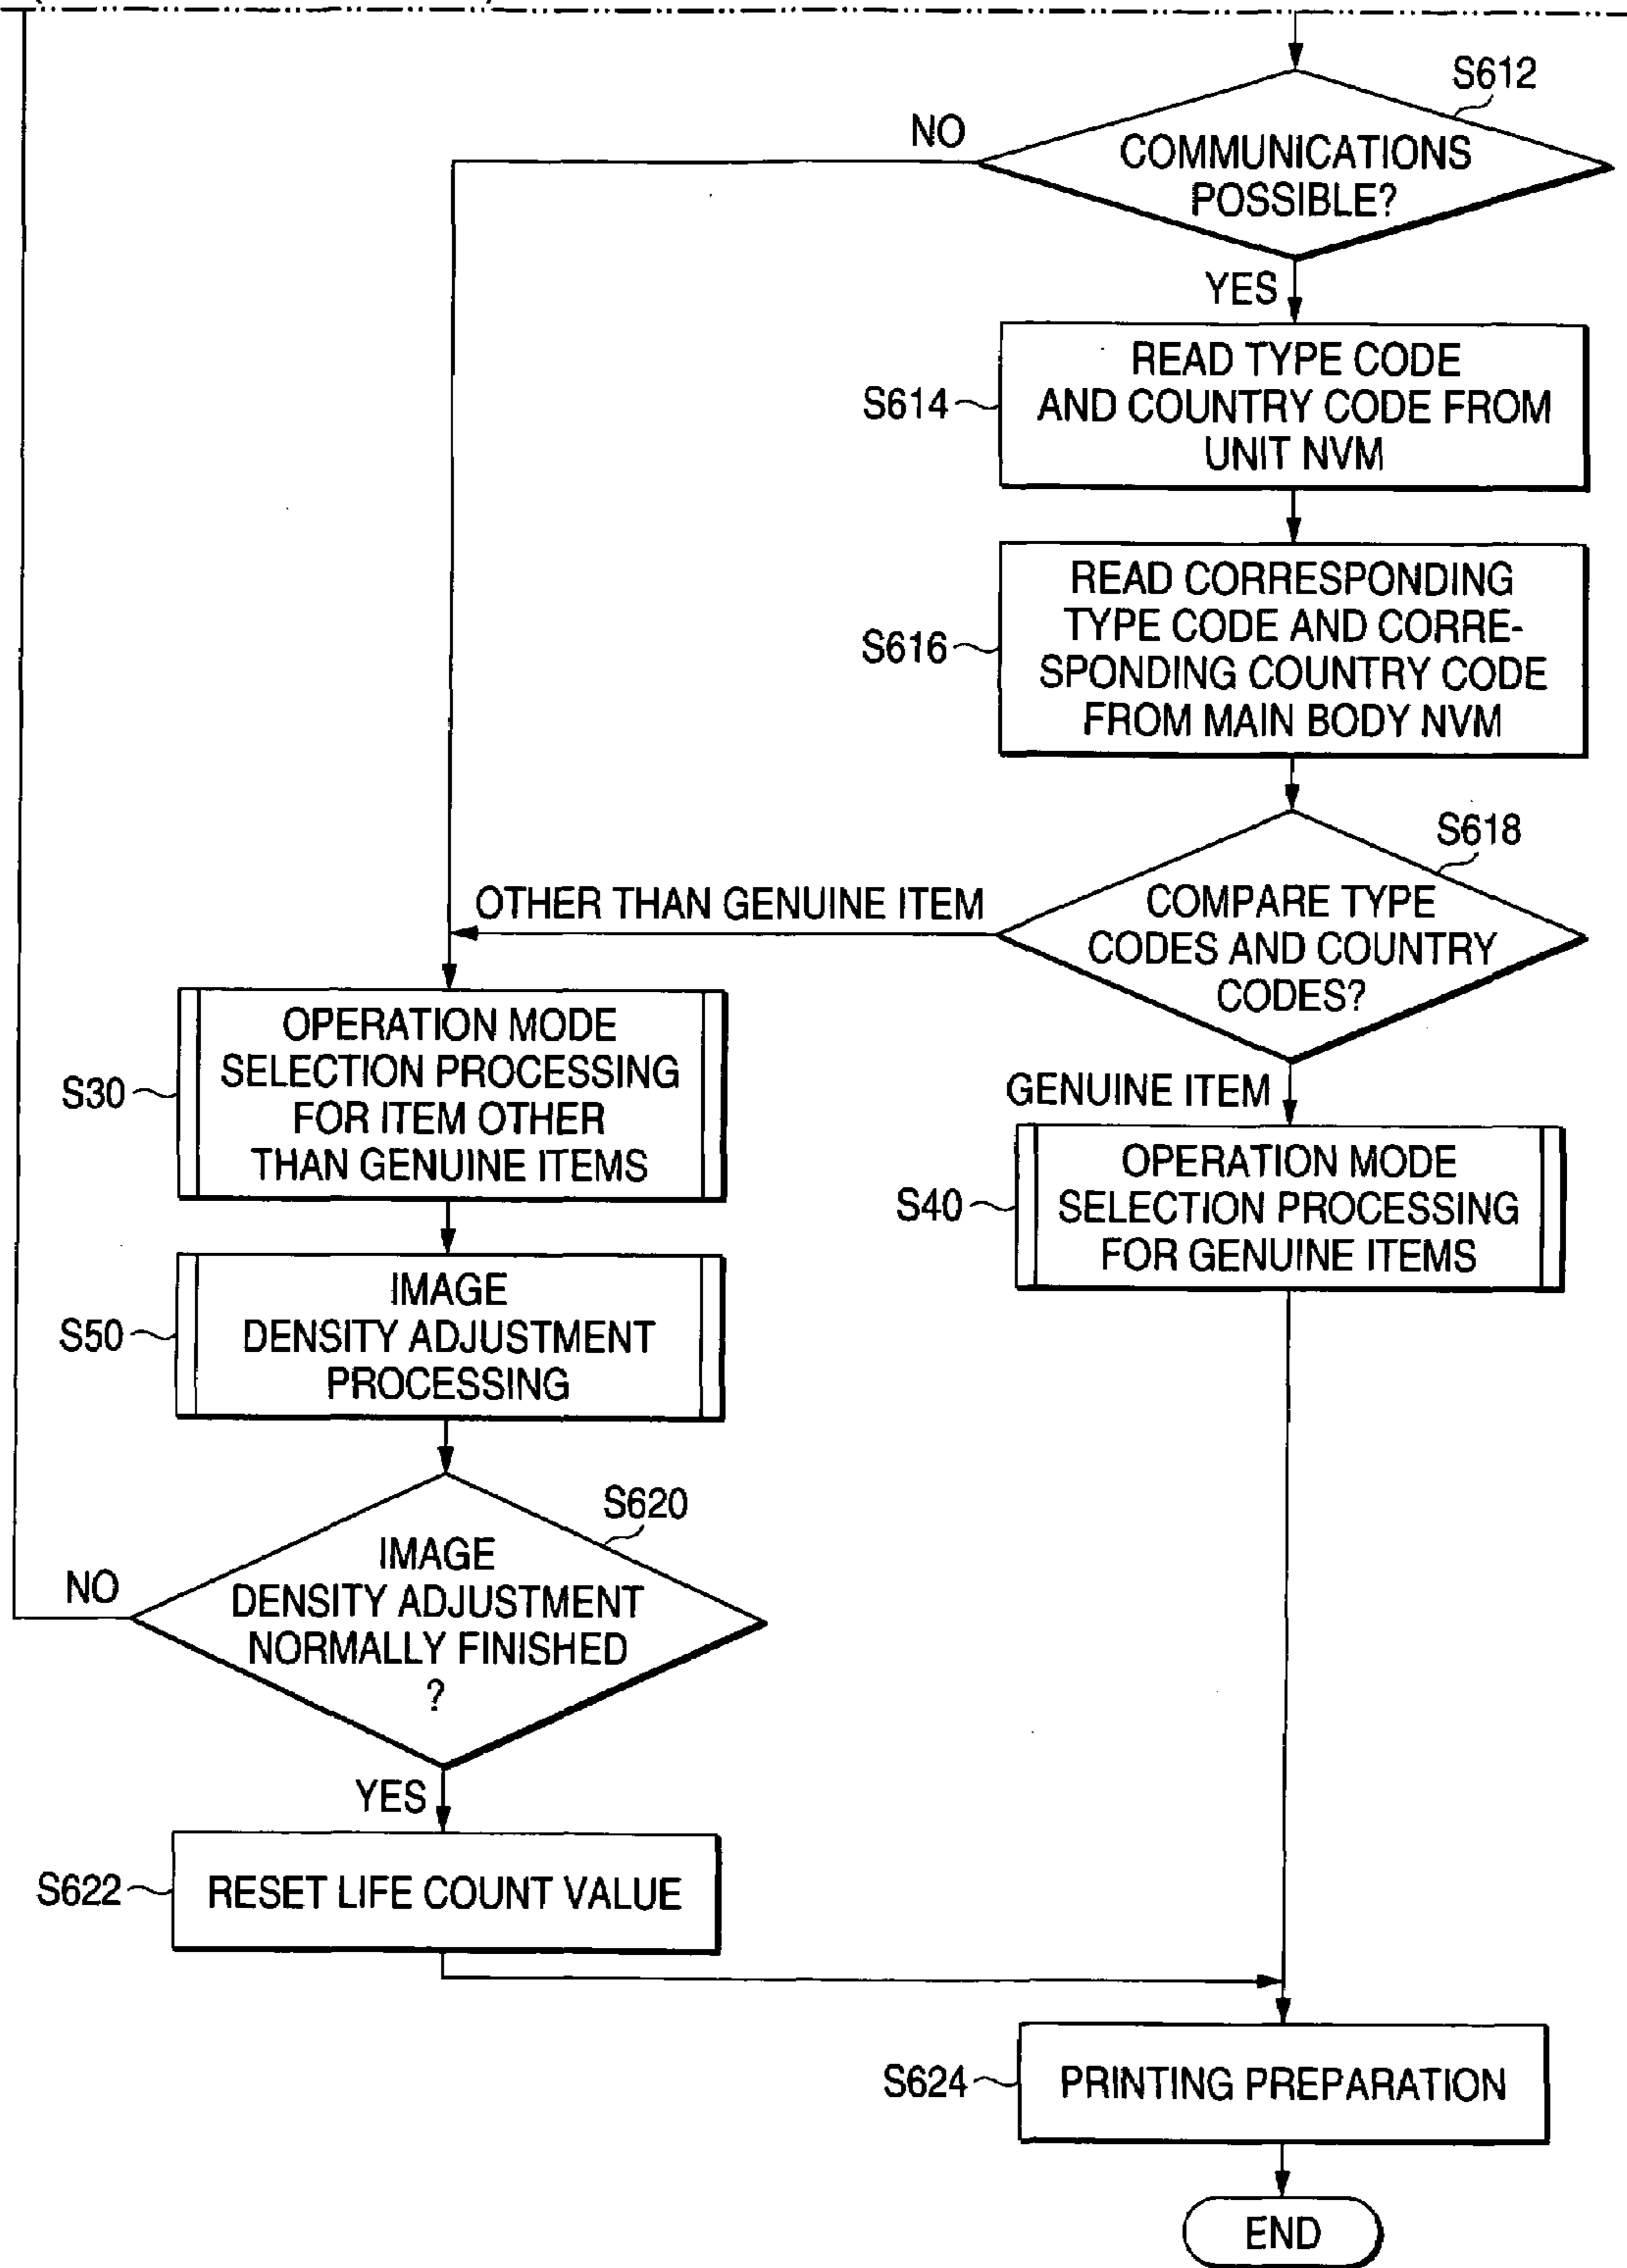 S612
NO
COMMUNICATIONS
POSSIBLE?
YES
READ TYPE CODE
AND COUNTRY CODE FROM
UNIT NVM
S614
READ CORRESPONDING
TYPE CODE AND CORRE-
SPONDING COUNTRY CODE
FROM MAIN BODY NVM
S616
S618
OTHER THAN GENUINE ITEM
COMPARE TYPE
CODES AND COUNTRY
CODES?
OPERATION MODE
SELECTION PROCESSING
FOR ITEM OTHER
THAN GENUINE ITEMS
S30
GENUINE ITEM
OPERATION MODE
SELECTION PROCESSING
FOR GENUINE ITEMS
S40
IMAGE
DENSITY ADJUSTMENT
PROCESSING
S50
S620
NO
IMAGE
DENSITY ADJUSTMENT
NORMALLY FINISHED
?
YES
S622
RESET LIFE COUNT VALUE
S624
PRINTING PREPARATION
END